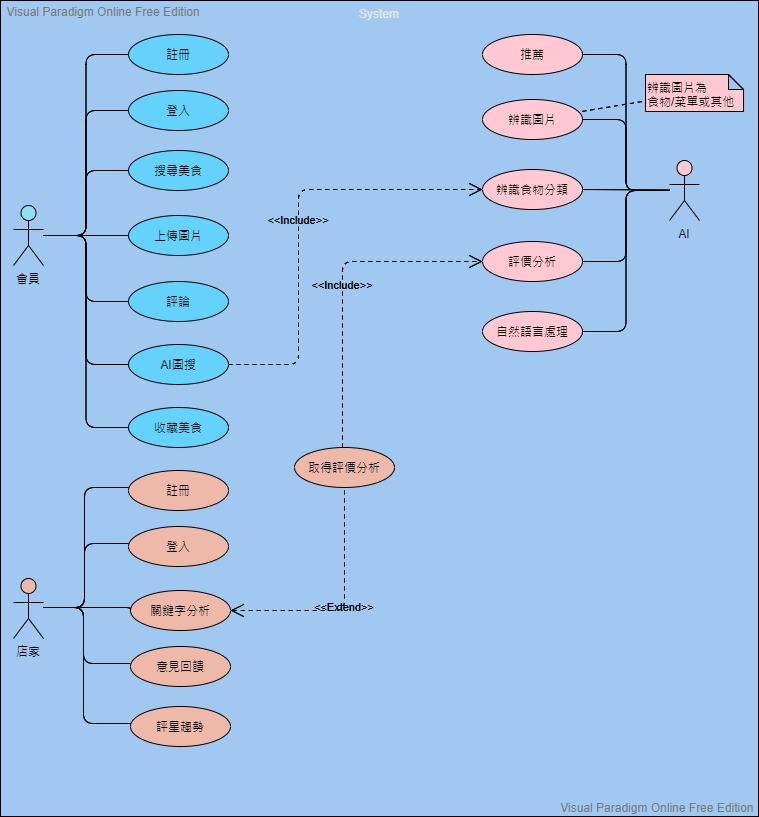 Visual Paradigm Online Free Edition
System
註冊
登入
搜尋美食
上傳圖片
評論
AI圖搜
收藏美食
會員
推薦
辨識圖片
辨識食物分類
評價分析
自然語言處理
辨識圖片為
食物/菜單或其他
AI
<<Include>>
<<Include>>
取得評價分析
註冊
登入
關鍵字分析
意見回饋
評星趨勢
店家
<<Extend>>
Visual Paradigm Online Free Edition